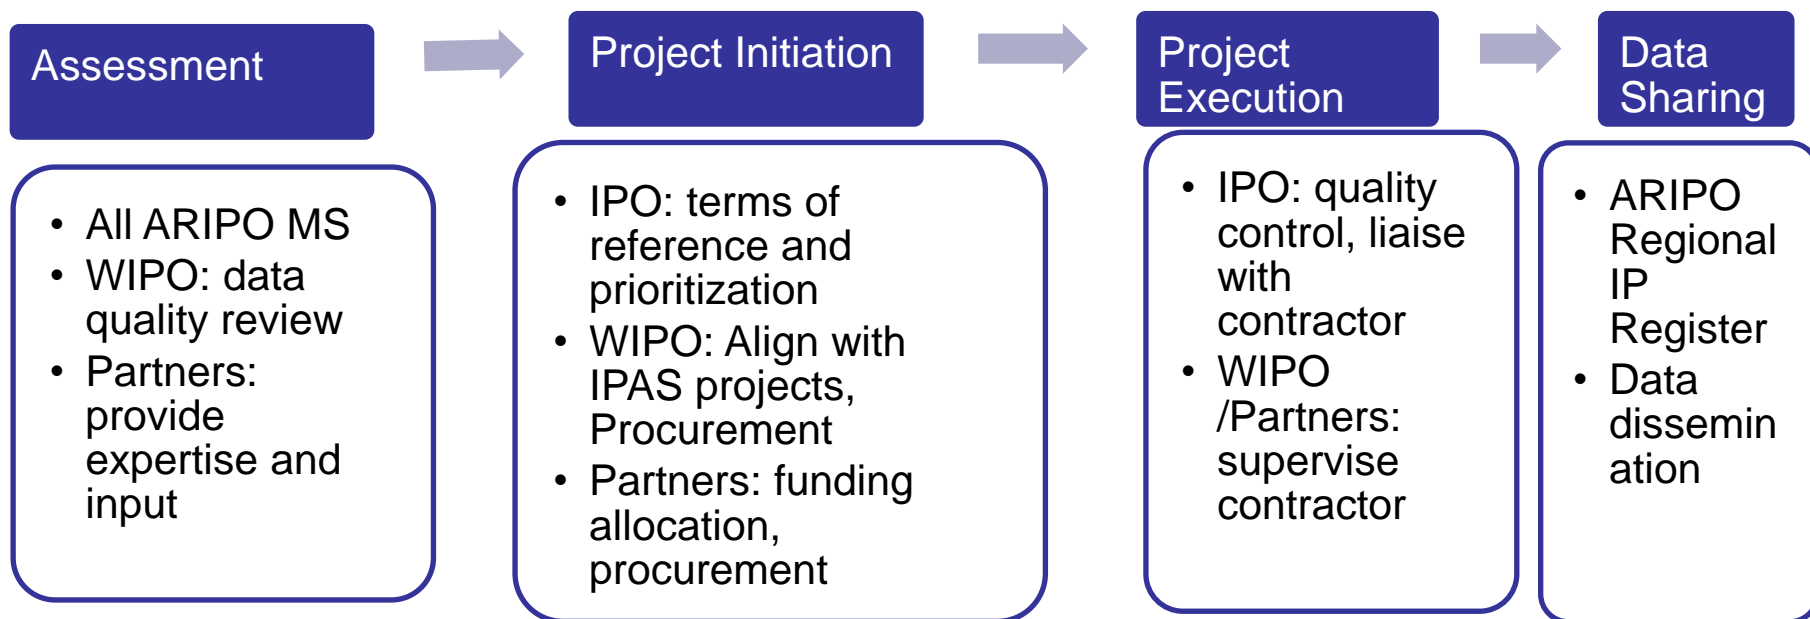 Assessment
• All ARIPO MS
• WIPO: data
quality review
• Partners:
provide
expertise and
input
Project Initiation
• IPO: terms of
reference and
prioritization
• WIPO: Align with
IPAS projects,
Procurement
• Partners: funding
allocation,
procurement
Project
Execution
• IPO: quality
control, liaise
with
contractor
• WIPO
/Partners:
supervise
contractor
Data
Sharing
• ARIPO
Regional
IP
Register
• Data
dissemin
ation